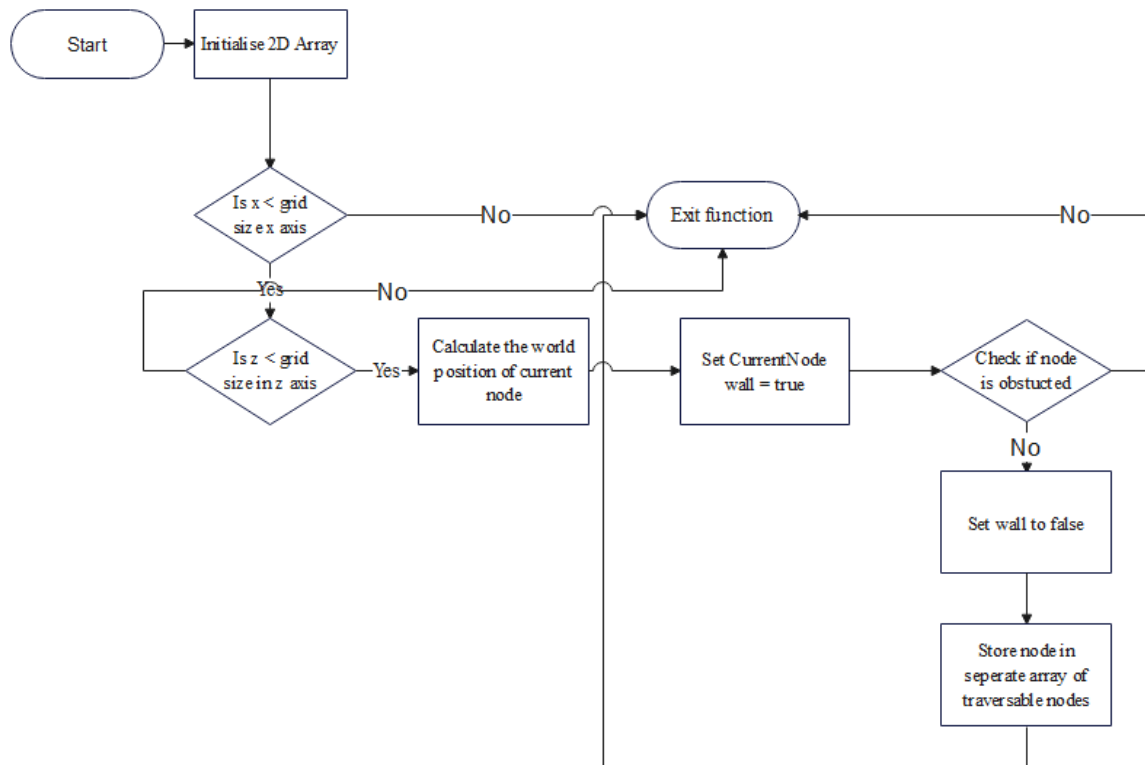 Start
Initialise 2D Array
Is x < grid
size x axis
No
Exit function
No
Yes
No
Is z < grid
size in z axis
Yes
Calculate the world
position of current
node
Set CurrentNode
wall = true
Check if node
is obstucted
No
Set wall to false
Store node in
seperate array of
traversable nodes